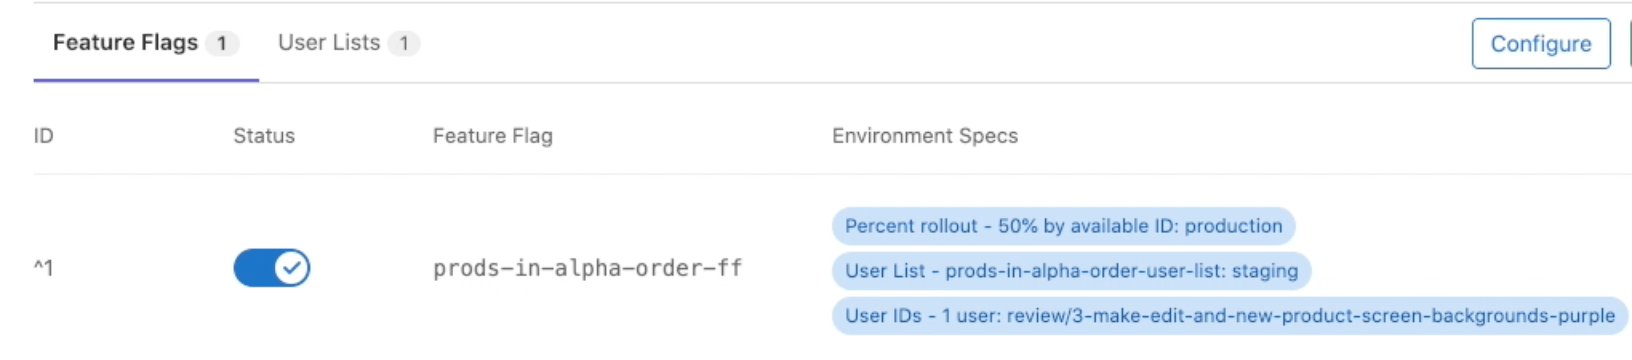 Feature Flags 1 User Lists 1 Configure
ID Status Feature Flag Environment Specs
Percent rollout - 50% by available ID: production
^1 prods-in-alpha-order-ff User List - prods-in-alpha-order-user-list: staging
User IDs - 1 user: review/3-make-edit-and-new-product-screen-backgrounds-purple